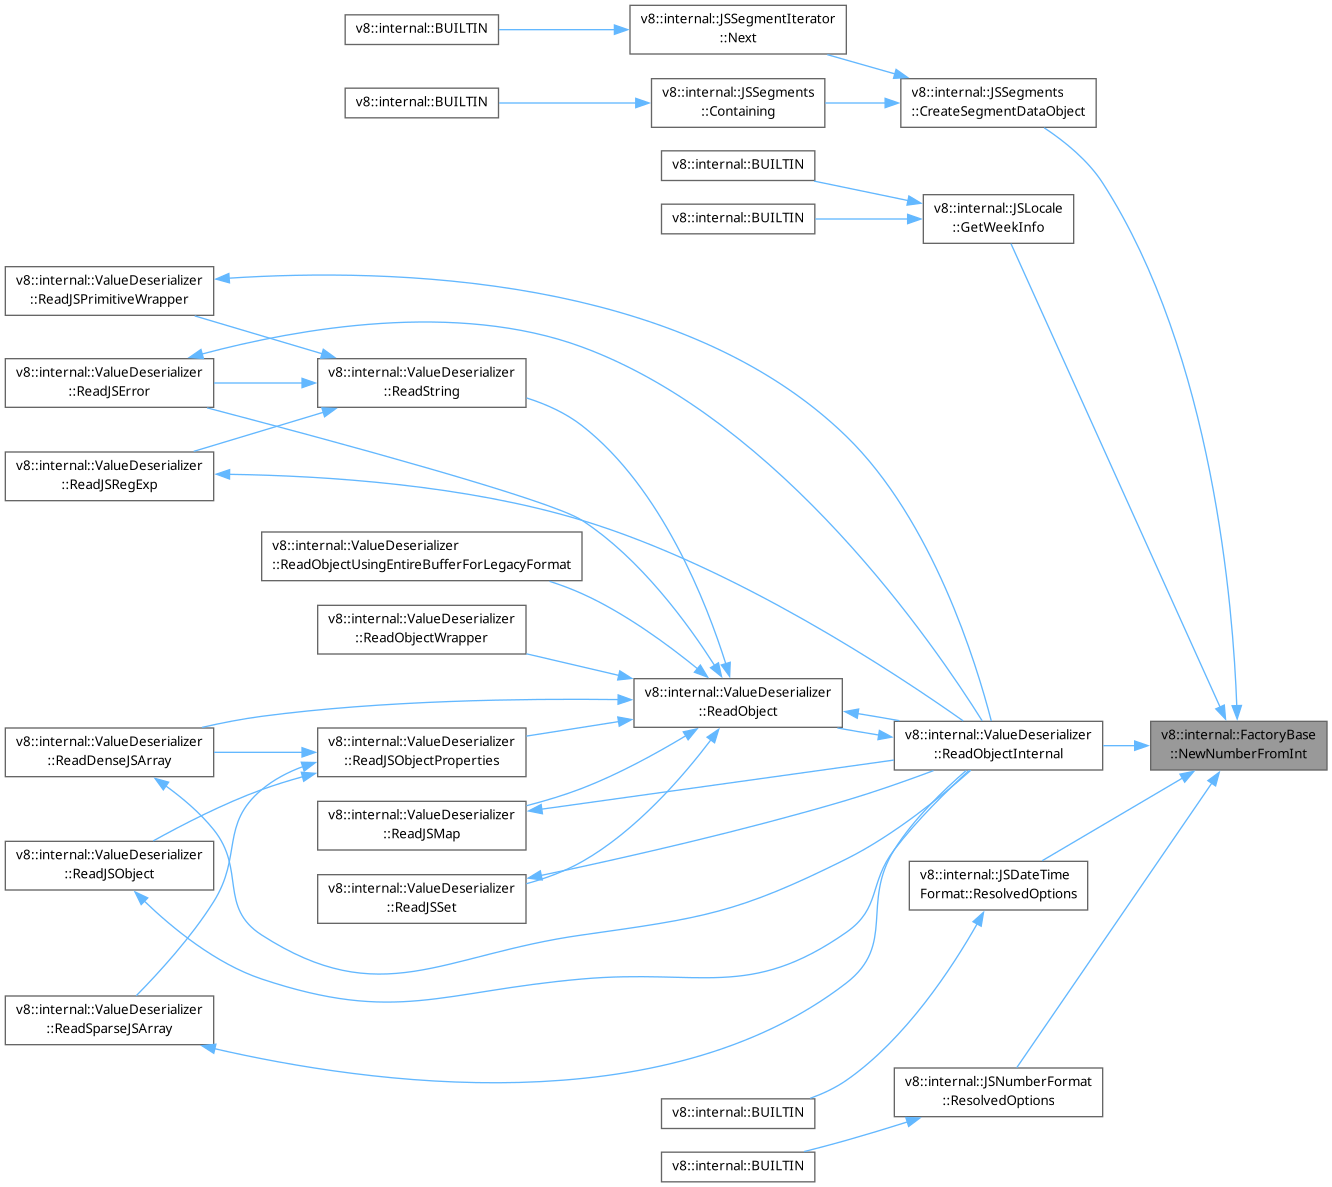 v8::internal::BUILTIN
v8::internal::JSSegmentIterator
::Next
v8::internal::BUILTIN
v8::internal::JSSegments
::Containing
v8::internal::JSSegments
::CreateSegmentDataObject
v8::internal::BUILTIN
v8::internal::BUILTIN
v8::internal::JSLocale
::GetWeekInfo
v8::internal::ValueDeserializer
::ReadJSPrimitiveWrapper
v8::internal::ValueDeserializer
::ReadJSError
v8::internal::ValueDeserializer
::ReadString
v8::internal::ValueDeserializer
::ReadJSRegExp
v8::internal::ValueDeserializer
::ReadObjectUsingEntireBufferForLegacyFormat
v8::internal::ValueDeserializer
::ReadObjectWrapper
v8::internal::ValueDeserializer
::ReadObject
v8::internal::ValueDeserializer
::ReadDenseJSArray
v8::internal::ValueDeserializer
::ReadJSObjectProperties
v8::internal::ValueDeserializer
::ReadObjectInternal
v8::internal::FactoryBase
::NewNumberFromInt
v8::internal::ValueDeserializer
::ReadJSMap
v8::internal::ValueDeserializer
::ReadJSObject
v8::internal::ValueDeserializer
::ReadJSSet
v8::internal::JSDateTime
Format::ResolvedOptions
v8::internal::ValueDeserializer
::ReadSparseJSArray
v8::internal::JSNumberFormat
::ResolvedOptions
v8::internal::BUILTIN
v8::internal::BUILTIN